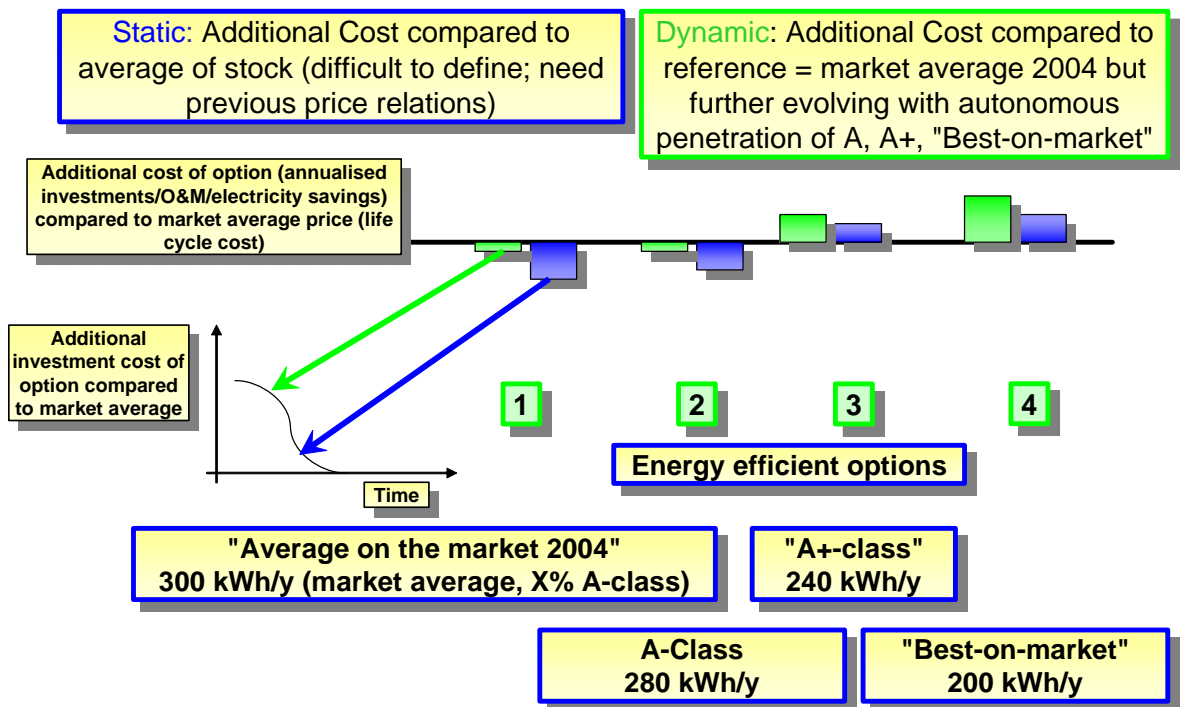 Static: Additional Cost compared to
average of stock (difficult to define; need
previous price relations)
Dynamic: Additional Cost compared to
reference = market average 2004 but
further evolving with autonomous
penetration of A, A+, "Best-on-market"
Additional cost of option (annualised
investments/O&M/electricity savings)
compared to market average price (life
cycle cost)
Additional
investment cost of
option compared
to market average
1
2
3
4
Energy efficient options
Time
"Average on the market 2004"
300 kWh/y (market average, X% A-class)
"A+-class"
240 kWh/y
A-Class
280 kWh/y
"Best-on-market"
200 kWh/y